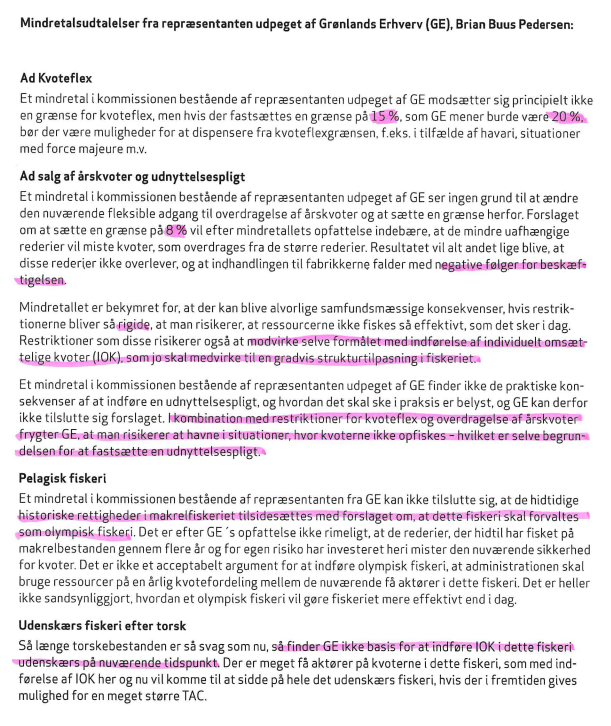 Mindretalsudtalelser fra repræsentanten udpeget af Grønlands Erhverv (GE), Brian Buus Pedersen:
Ad Kvoteflex
Et mindretal i kommissionen bestående af repræsentanten udpeget af GE modsætter sig principielt ikke
en grænse for kvoteflex, men hvis der fastsættes en grænse på 15 %, som GE mener burde være 20 %,
bør der være muligheder for at dispensere fra kvoteflexgrænsen, f.eks. i tilfælde af havari, situationer
med force majeure m.v.
Ad salg af årskvoter og udnyttelsespligt
Et mindretal i kommissionen bestående af repræsentanten udpeget af GE ser ingen grund til at ændre
den nuværende fleksible adgang til overdragelse af årskvoter og at sætte en grænse herfor. Forslaget
om at sætte en grænse på 8 % vil efter mindretallets opfattelse indebære, at de mindre uafhængige
rederier vil miste kvoter, som overdrages fra de større rederier. Resultatet vil alt andet lige blive, at
disse rederier ikke overlever, og at indhandlingen til fabrikkerne falder med negative følger for beskæf-
tigelsen.
Mindretallet er bekymret for, at der kan blive alvorlige samfundsmæssige konsekvenser, hvis restrik-
tionerne bliver så rigide, at man risikerer, at ressourcerne ikke fiskes så effektivt, som det sker i dag.
Restriktioner som disse risikerer også at modvirke selve formålet med indførelse af individuelt omsæt-
telige kvoter (IOK), som jo skal medvirke til en gradvis strukturtilpasning i fiskeriet.
Et mindretal i kommissionen bestående af repræsentanten udpeget af GE finder ikke de praktiske kon-
sekvenser af at indføre en udnyttelsespligt, og hvordan det skal ske i praksis er belyst, og GE kan derfor
ikke tilslutte sig forslaget. I kombination med restriktioner for kvoteflex og overdragelse af årskvoter
frygter GE, at man risikerer at havne i situationer, hvor kvoterne ikke opfiskes – hvilket er selve begrun-
delsen for at fastsætte en udnyttelsespligt.
Pelagisk fiskeri
Et mindretal i kommissionen bestående af repræsentanten fra GE kan ikke tilslutte sig, at de hidtidige
historiske rettigheder i makrelfiskeriet tilsidesættes med forslaget om, at dette fiskeri skal forvaltes
som olympisk fiskeri. Det er efter GE´s opfattelse ikke rimeligt, at de rederier, der hidtil har fisket på
makrelbestanden gennem flere år og for egen risiko har investeret heri mister den nuværende sikkerhed
for kvoter. Det er ikke et acceptabelt argument for at indføre olympisk fiskeri, at administrationen skal
bruge ressourcer på en årlig kvotefordeling mellem de nuværende få aktører i dette fiskeri. Det er heller
ikke sandsynliggjort, hvordan et olympisk fiskeri vil gøre fiskeriet mere effektivt end i dag.
Udenskærs fiskeri efter torsk
Så længe torskebestanden er så svag som nu, så finder GE ikke basis for at indføre IOK i dette fiskeri
udenskærs på nuværende tidspunkt. Der er meget få aktører på kvoterne i dette fiskeri, som med ind-
førelse af IOK her og nu vil komme til at sidde på hele det udenskærs fiskeri, hvis der i fremtiden gives
mulighed for en meget større TAC.